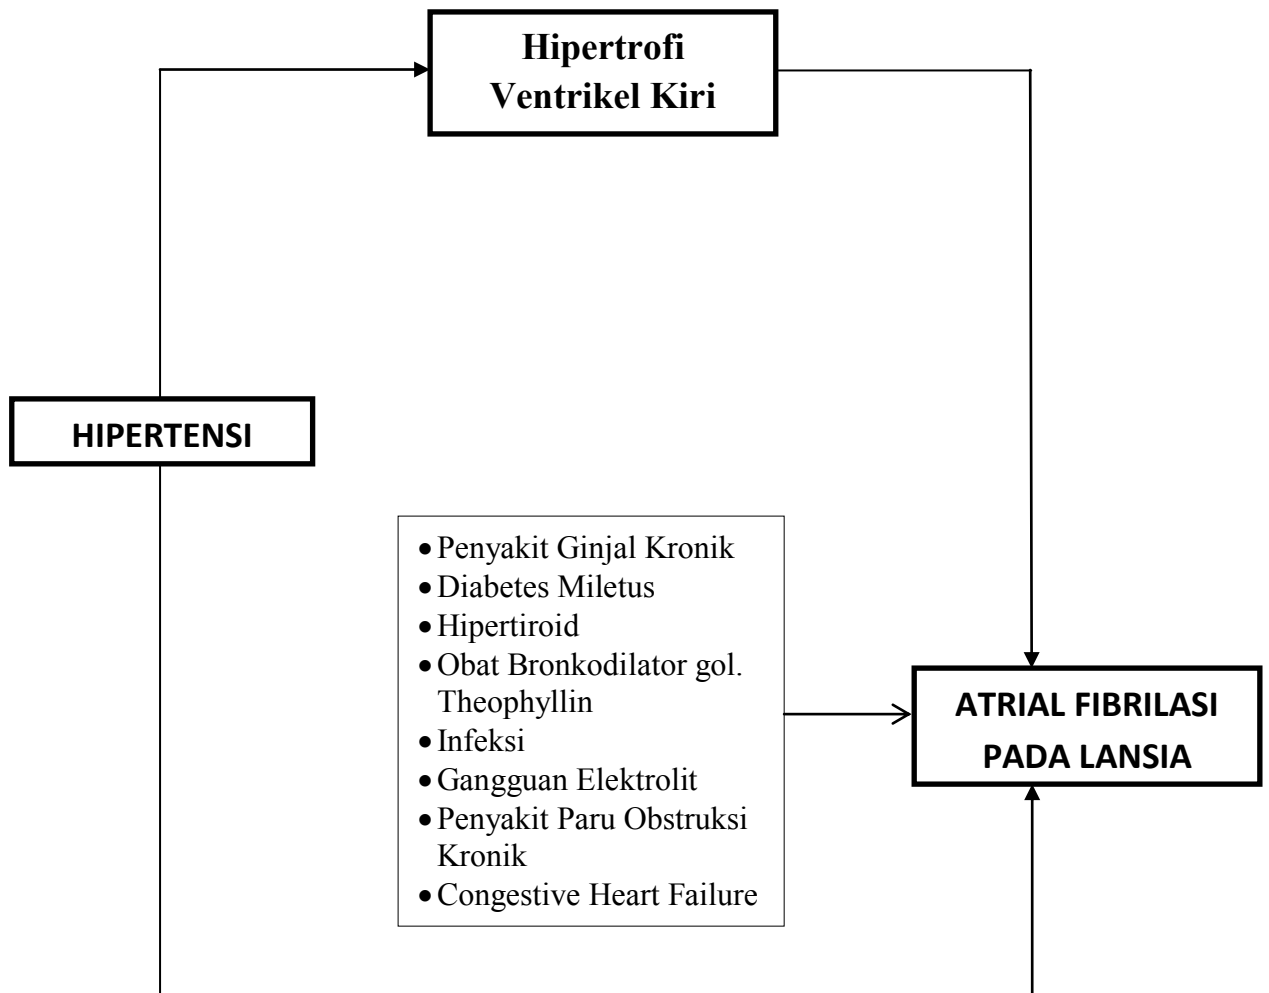 Hipertrofi
Ventrikel Kiri
HIPERTENSI
• Penyakit Ginjal Kronik
• Diabetes Miletus
• Hipertiroid
• Obat Bronkodilator gol.
Theophyllin
• Infeksi
• Gangguan Elektrolit
• Penyakit Paru Obstruksi
Kronik
• Congestive Heart Failure
ATRIAL FIBRILASI
PADA LANSIA